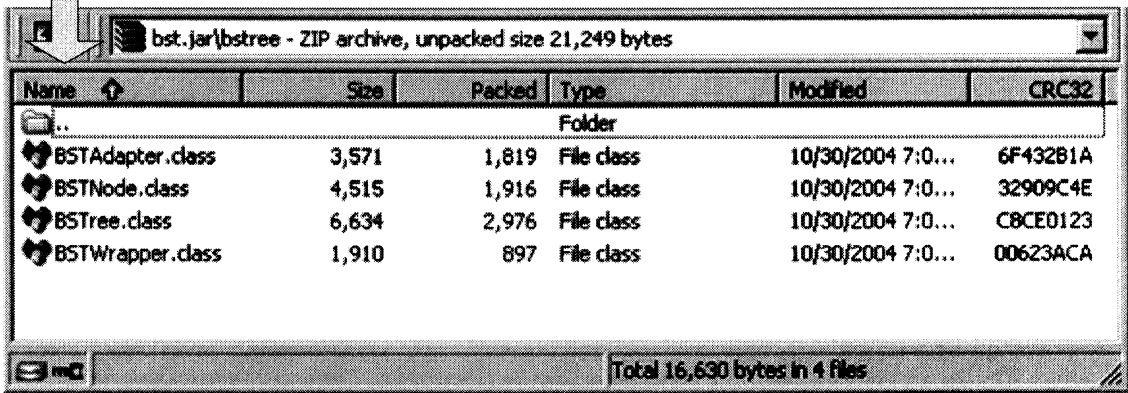 bst.jar\bstree - ZIP archive, unpacked size 21,249 bytes
Name Size Packed Type Modified CRC32
.. Folder
BSTAdapter.class 3,571 1,819 File class 10/30/2004 7:0... 6F432B1A
BSTNode.class 4,515 1,916 File class 10/30/2004 7:0... 32909C4E
BSTree.class 6,634 2,976 File class 10/30/2004 7:0... C8CE0123
BSTWrapper.class 1,910 897 File class 10/30/2004 7:0... 00623ACA
Total 16,630 bytes in 4 files